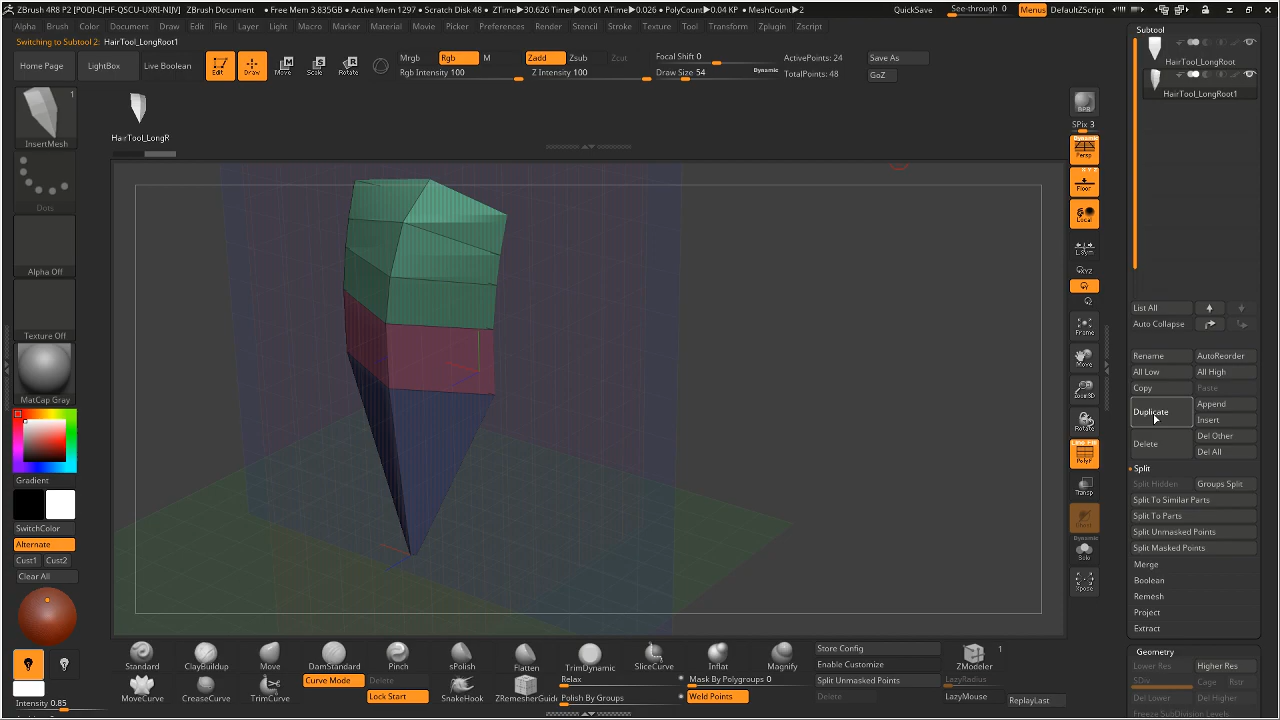 ZBrush 4R8 P2 [POD]-C[HF-QSCU-UXRI-N[JV]   ZBrush Document   • Free Mem 3.835GB • Active Mem 1297 • Scratch Disk 48 • ZTime▸30.626 Timer▸0.061 ATime▸0.026 • PolyCount▸0.04 KP • MeshCount▸2   QuickSave   See-through 0   Menus   DefaultZScript
Alpha Brush Color Document Draw Edit File Layer Light Macro Marker Material Movie Picker Preferences Render Stencil Stroke Texture Tool Transform Zplugin Zscript
Switching to Subtool 2: HairTool_LongRoot1
Home Page LightBox Live Boolean Edit Draw Move Scale Rotate
Mrgb Rgb M Zadd Zsub Zcut Focal Shift 0 ActivePoints: 24 Save As
Rgb Intensity 100 Z Intensity 100 Draw Size 54 Dynamic TotalPoints: 48 GoZ
1
InsertMesh
Dots
Alpha Off
Texture Off
MatCap Gray
Gradient
SwitchColor
Alternate
Cust1 Cust2
Clear All
Intensity 0.85
HairTool_LongR
BPR
SPix 3
Dynamic
Persp
X Y Z
Floor
Local
L.Sym
XYZ
Frame
Move
Zoom3D
Rotate
Line Fill
PolyF
Transp
Ghost
Dynamic
Solo
Xpose
Subtool
HairTool_LongRoot
HairTool_LongRoot1
List All
Auto Collapse
Rename AutoReorder
All Low All High
Copy Paste
Duplicate Append
Insert
Delete Del Other
Del All
Split
Split Hidden Groups Split
Split To Similar Parts
Split To Parts
Split Unmasked Points
Split Masked Points
Merge
Boolean
Remesh
Project
Extract
Geometry
Lower Res Higher Res
SDiv Cage Rstr
Del Lower Del Higher
Freeze SubDivision Levels
Standard ClayBuildup Move DamStandard Pinch sPolish Flatten TrimDynamic SliceCurve Inflat Magnify
Store Config
Enable Customize
ZModeler 1
MoveCurve CreaseCurve TrimCurve Curve Mode Delete Lock Start SnakeHook ZRemesherGuides Relax Polish By Groups Mask By Polygroups 0 Weld Points
Split Unmasked Points
Delete
LazyRadius
LazyMouse
ReplayLast